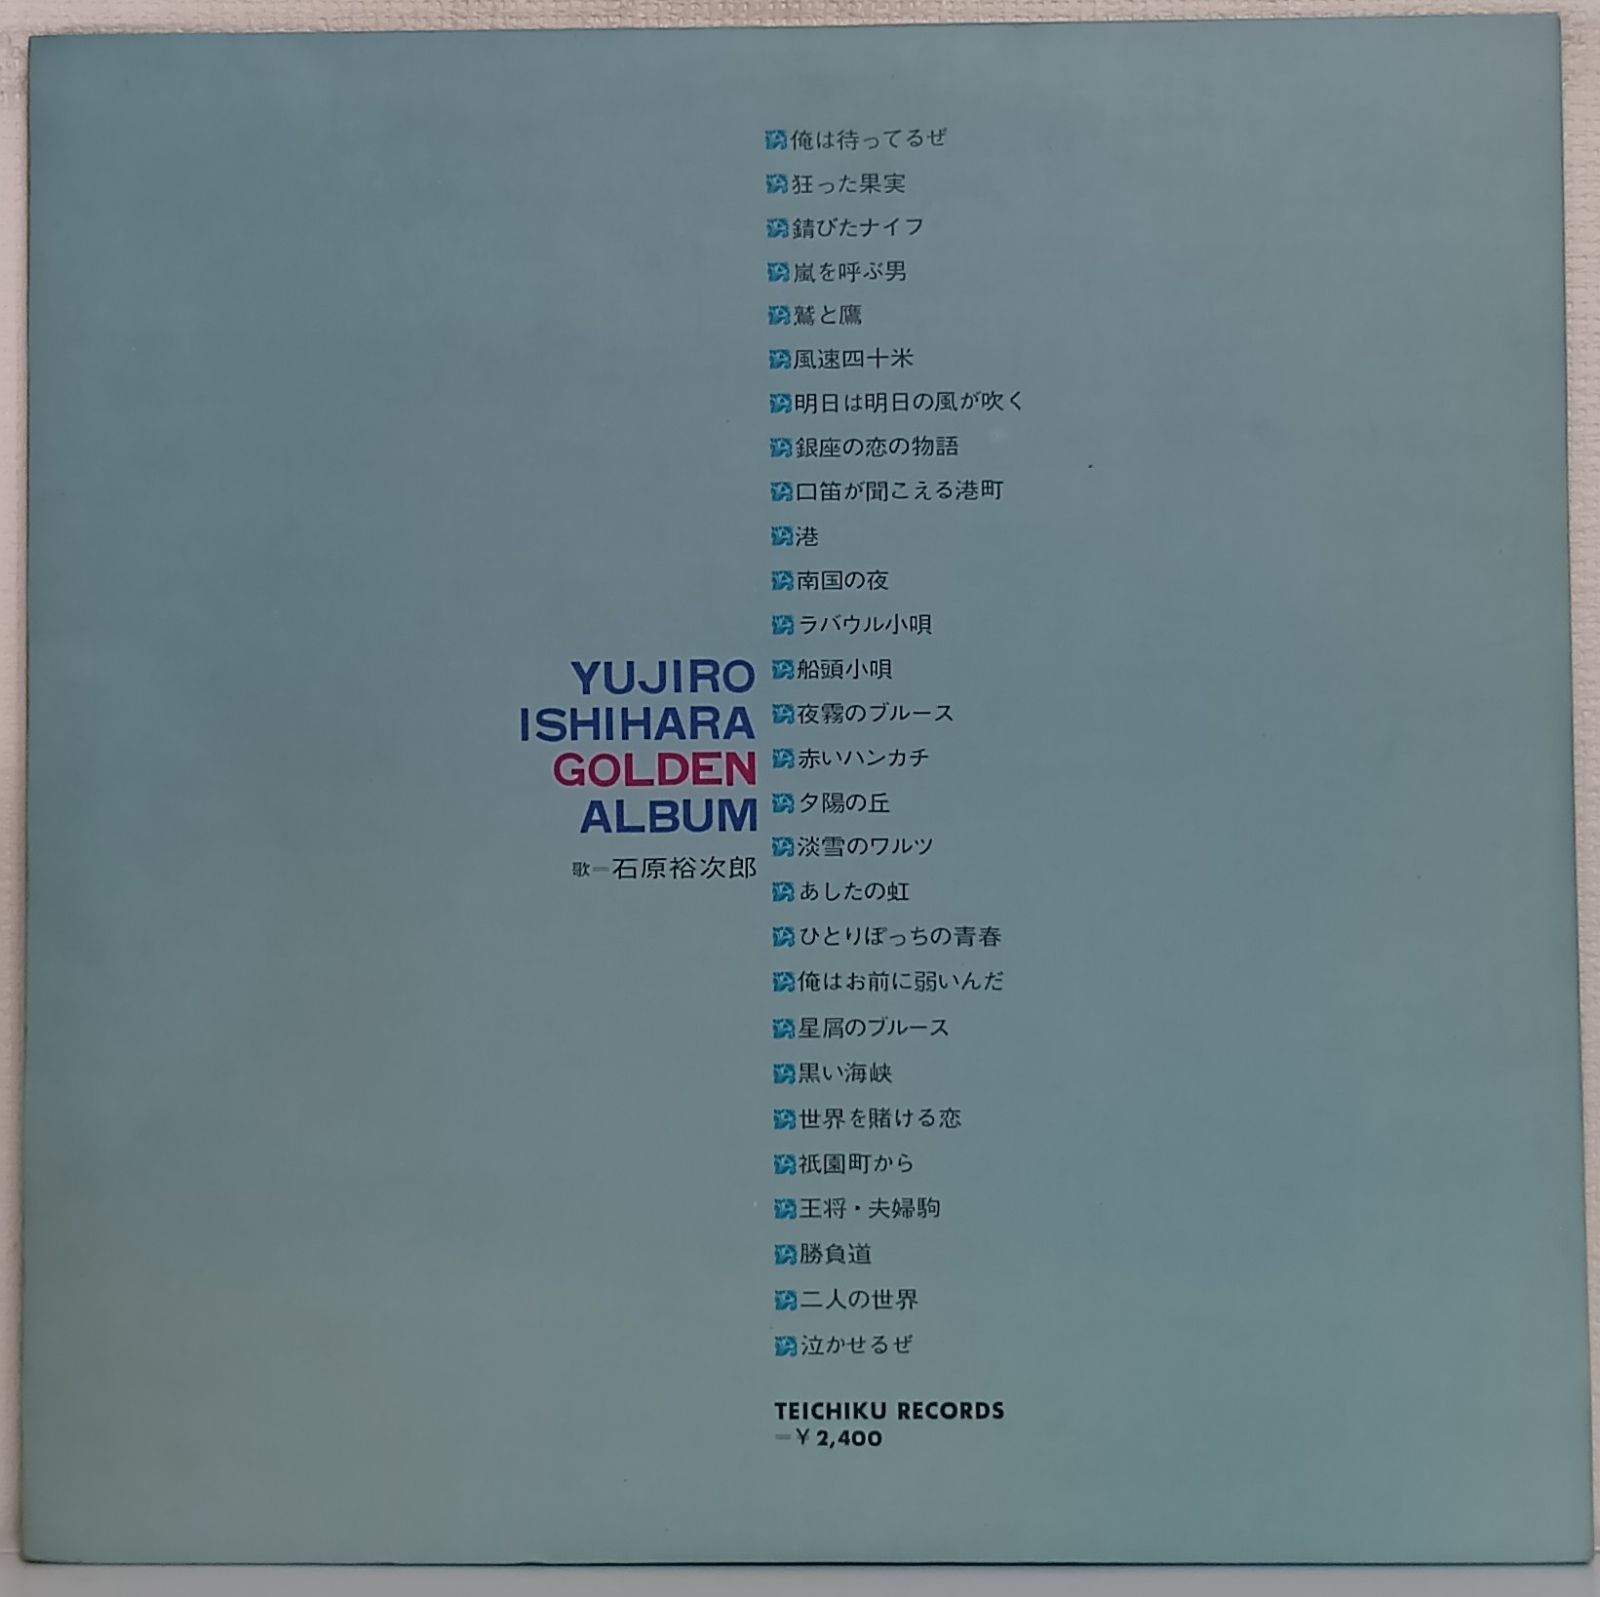 俺は待ってるぜ
狂った果実
錆びたナイフ
嵐を呼ぶ男
鷲と鷹
風速四十米
明日は明日の風が吹く
銀座の恋の物語
口笛が聞こえる港町
港
南国の夜
ラバウル小唄
船頭小唄
夜霧のブルース
赤いハンカチ
夕陽の丘
淡雪のワルツ
あしたの虹
ひとりぽっちの青春
俺はお前に弱いんだ
星屑のブルース
黒い海峡
世界を賭ける恋
祇園町から
王将・夫婦駒
勝負道
二人の世界
泣かせるぜ
YUJIRO
ISHIHARA
GOLDEN
ALBUM
歌=石原裕次郎
TEICHIKU RECORDS
=¥2,400